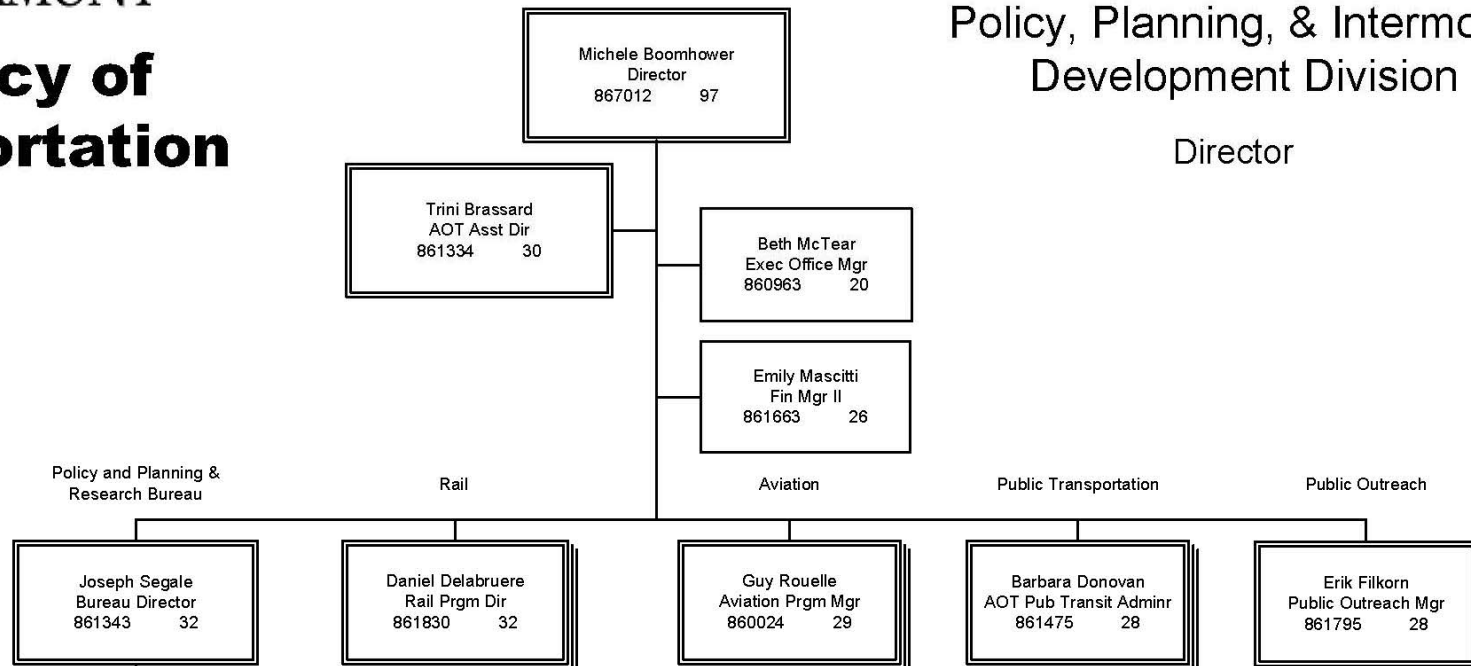 cy of
ortation
Policy, Planning, &
Development Division
Director
Michele Boomhower
Director
867012 97
Trini Brassard
AOT Asst Dir
861334 30
Beth McTear
Exec Office Mgr
860963 20
Emily Mascitti
Fin Mgr II
861663 26
Policy and Planning &
Research Bureau
Rail
Aviation
Public Transportation
Public Outreach
Joseph Segale
Bureau Director
861343 32
Daniel Delabruere
Rail Prgm Dir
861830 32
Guy Rouelle
Aviation Prgm Mgr
860024 29
Barbara Donovan
AOT Pub Transit Adminr
861475 28
Erik Filkorn
Public Outreach Mgr
861795 28